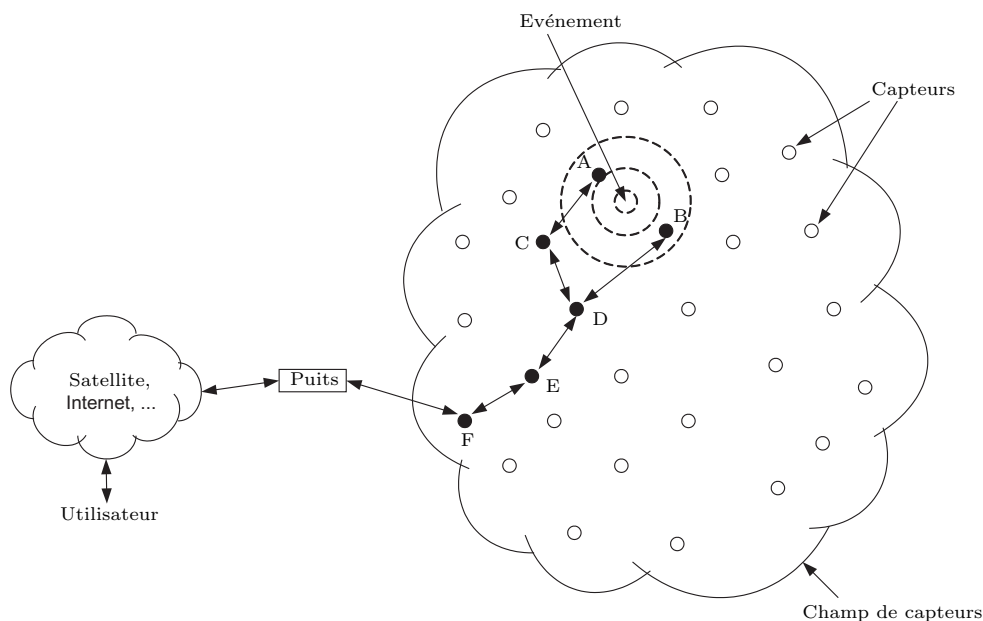 Evénement
Capteurs
A
B
C
D
Satellite,
Internet, ...
Puits
E
F
Utilisateur
Champ de capteurs